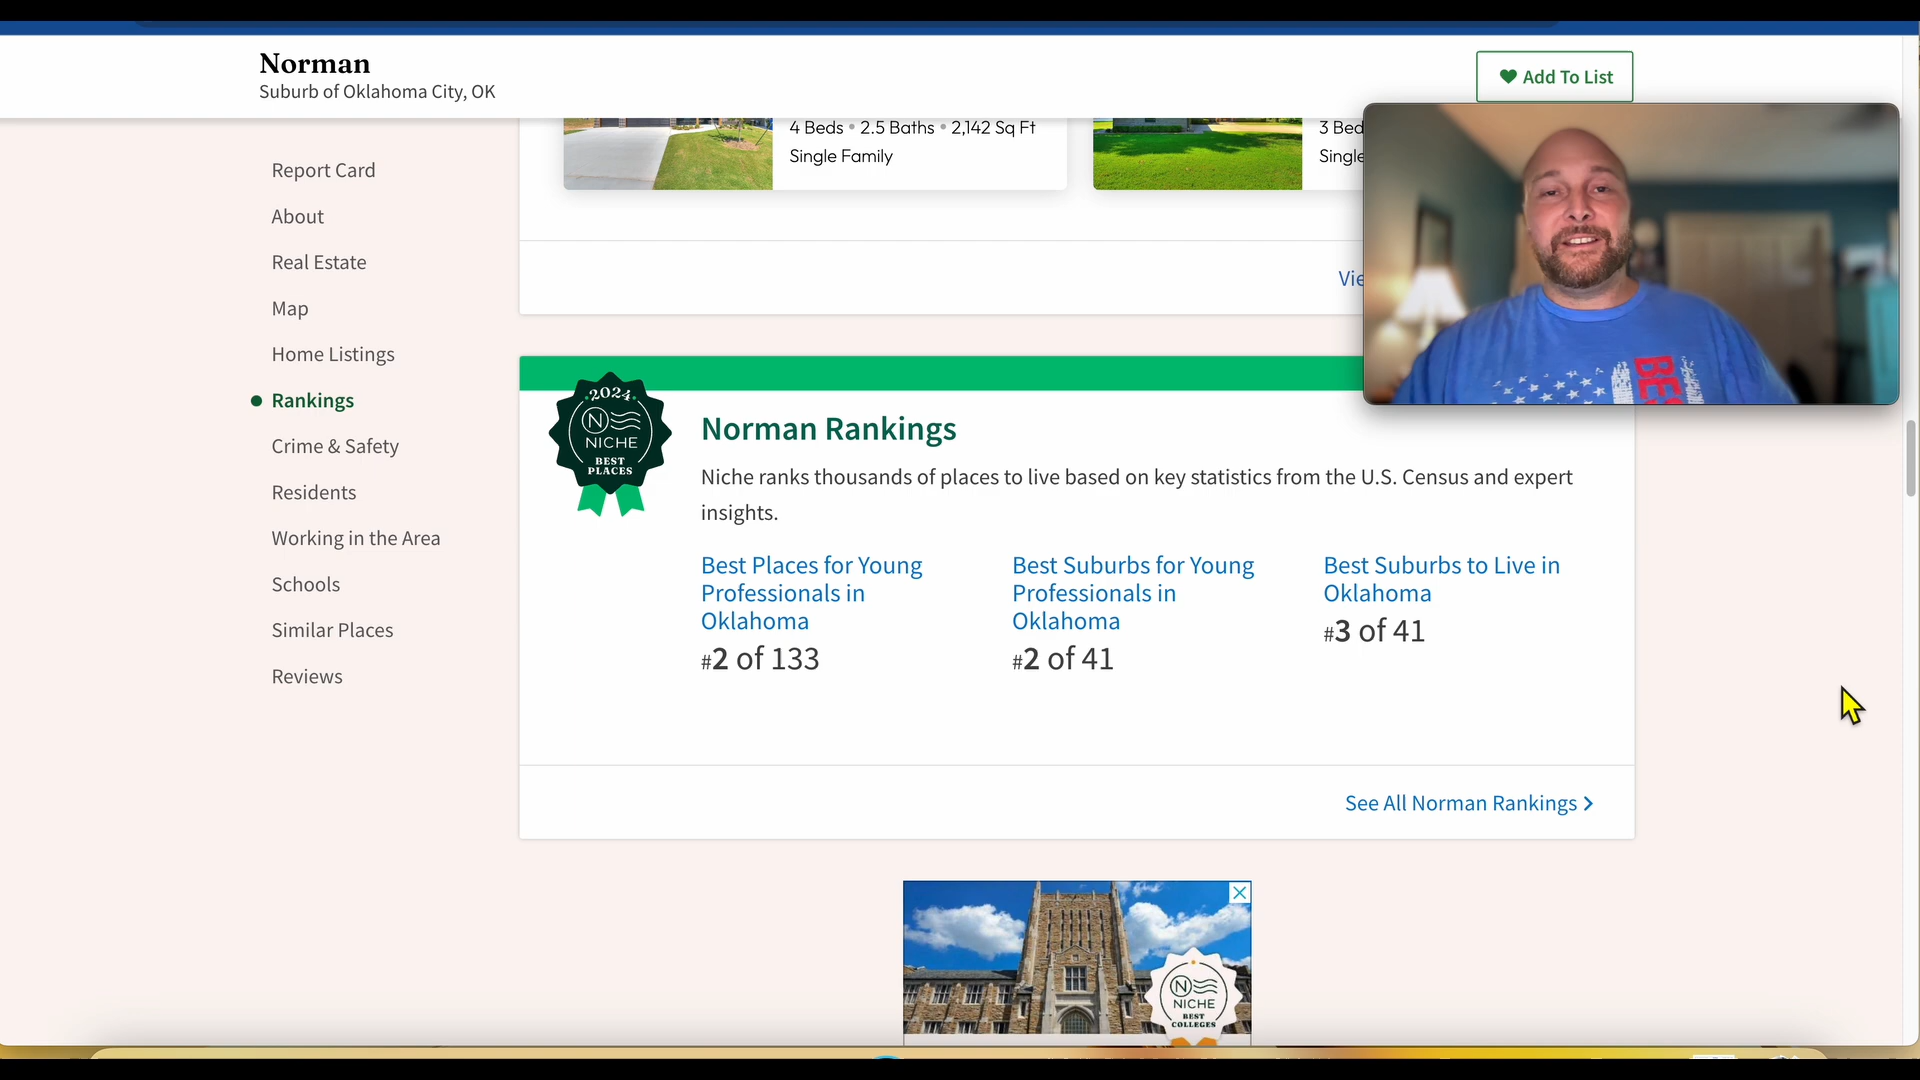 Norman
Suburb of Oklahoma City, OK
Add To List
4 Beds • 2.5 Baths • 2,142 Sq Ft
Single Family
3 Bed
Single
Report Card
About
Real Estate
Map
Home Listings
Rankings
Crime & Safety
Residents
Working in the Area
Schools
Similar Places
Reviews
Vie
BES
2024
N
NICHE
BEST
PLACES
Norman Rankings
Niche ranks thousands of places to live based on key statistics from the U.S. Census and expert
insights.
Best Places for Young
Professionals in
Oklahoma
#2 of 133
Best Suburbs for Young
Professionals in
Oklahoma
#2 of 41
Best Suburbs to Live in
Oklahoma
#3 of 41
See All Norman Rankings
N
NICHE
BEST
COLLEGES